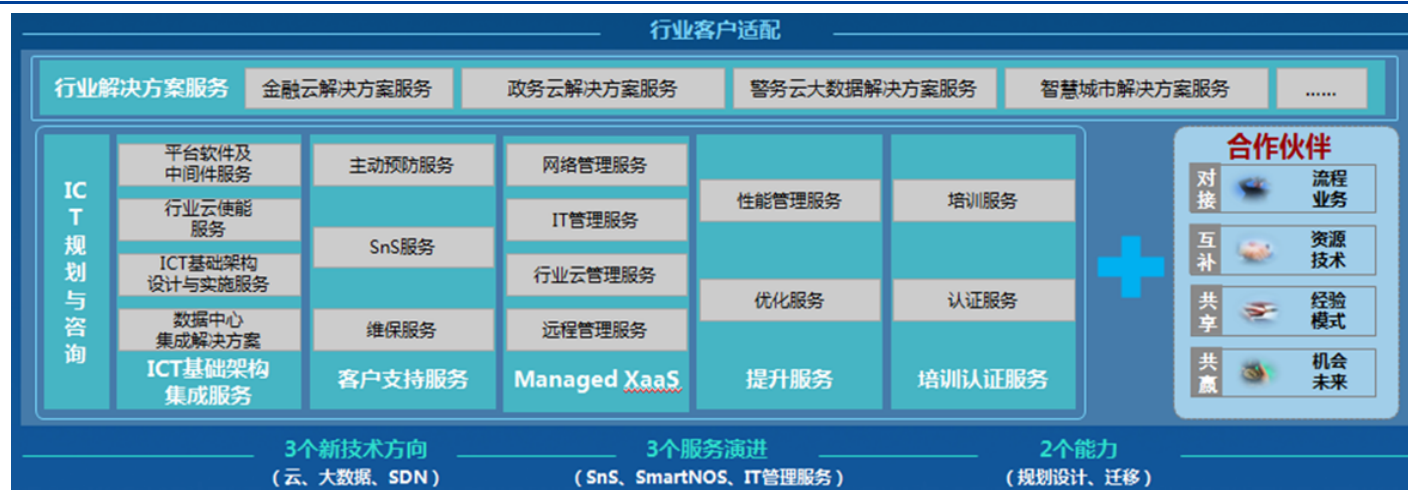 行业客户适配
行业解决方案服务
金融云解决方案服务
政务云解决方案服务
警务云大数据解决方案服务
智慧城市解决方案服务
......
ICT规划与咨询
平台软件及
中间件服务
行业云使能
服务
ICT基础架构
设计与实施服务
数据中心
集成解决方案
ICT基础架构
集成服务
主动预防服务
SnS服务
维保服务
客户支持服务
网络管理服务
IT管理服务
行业云管理服务
远程管理服务
Managed XaaS
性能管理服务
优化服务
提升服务
培训服务
认证服务
培训认证服务
合作伙伴
对接
流程
业务
互补
资源
技术
共享
经验
模式
共赢
机会
未来
3个新技术方向
（云、大数据、SDN）
3个服务演进
（SnS、SmartNOS、IT管理服务）
2个能力
（规划设计、迁移）